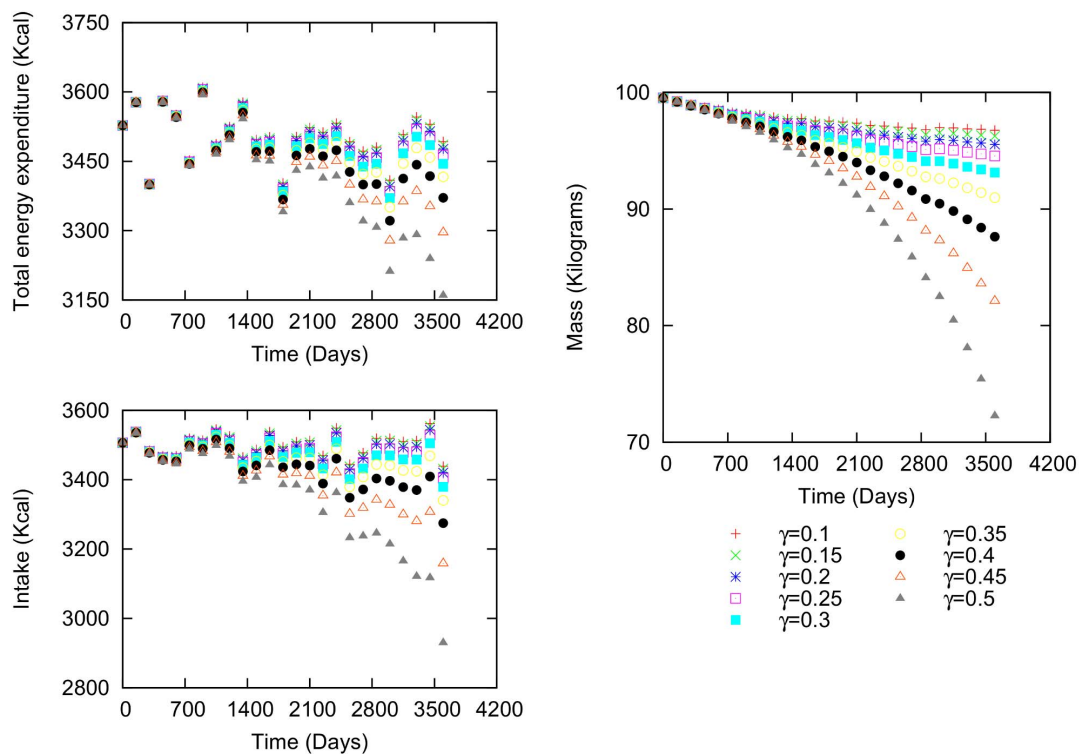 Total energy expenditure (Kcal)
3750
3600
3450
3300
3150
0 700 1400 2100 2800 3500 4200
Time (Days)
Intake (Kcal)
3600
3400
3200
3000
2800
0 700 1400 2100 2800 3500 4200
Time (Days)
Mass (Kilograms)
100
90
80
70
0 700 1400 2100 2800 3500 4200
Time (Days)
γ=0.1
γ=0.15
γ=0.2
γ=0.25
γ=0.3
γ=0.35
γ=0.4
γ=0.45
γ=0.5